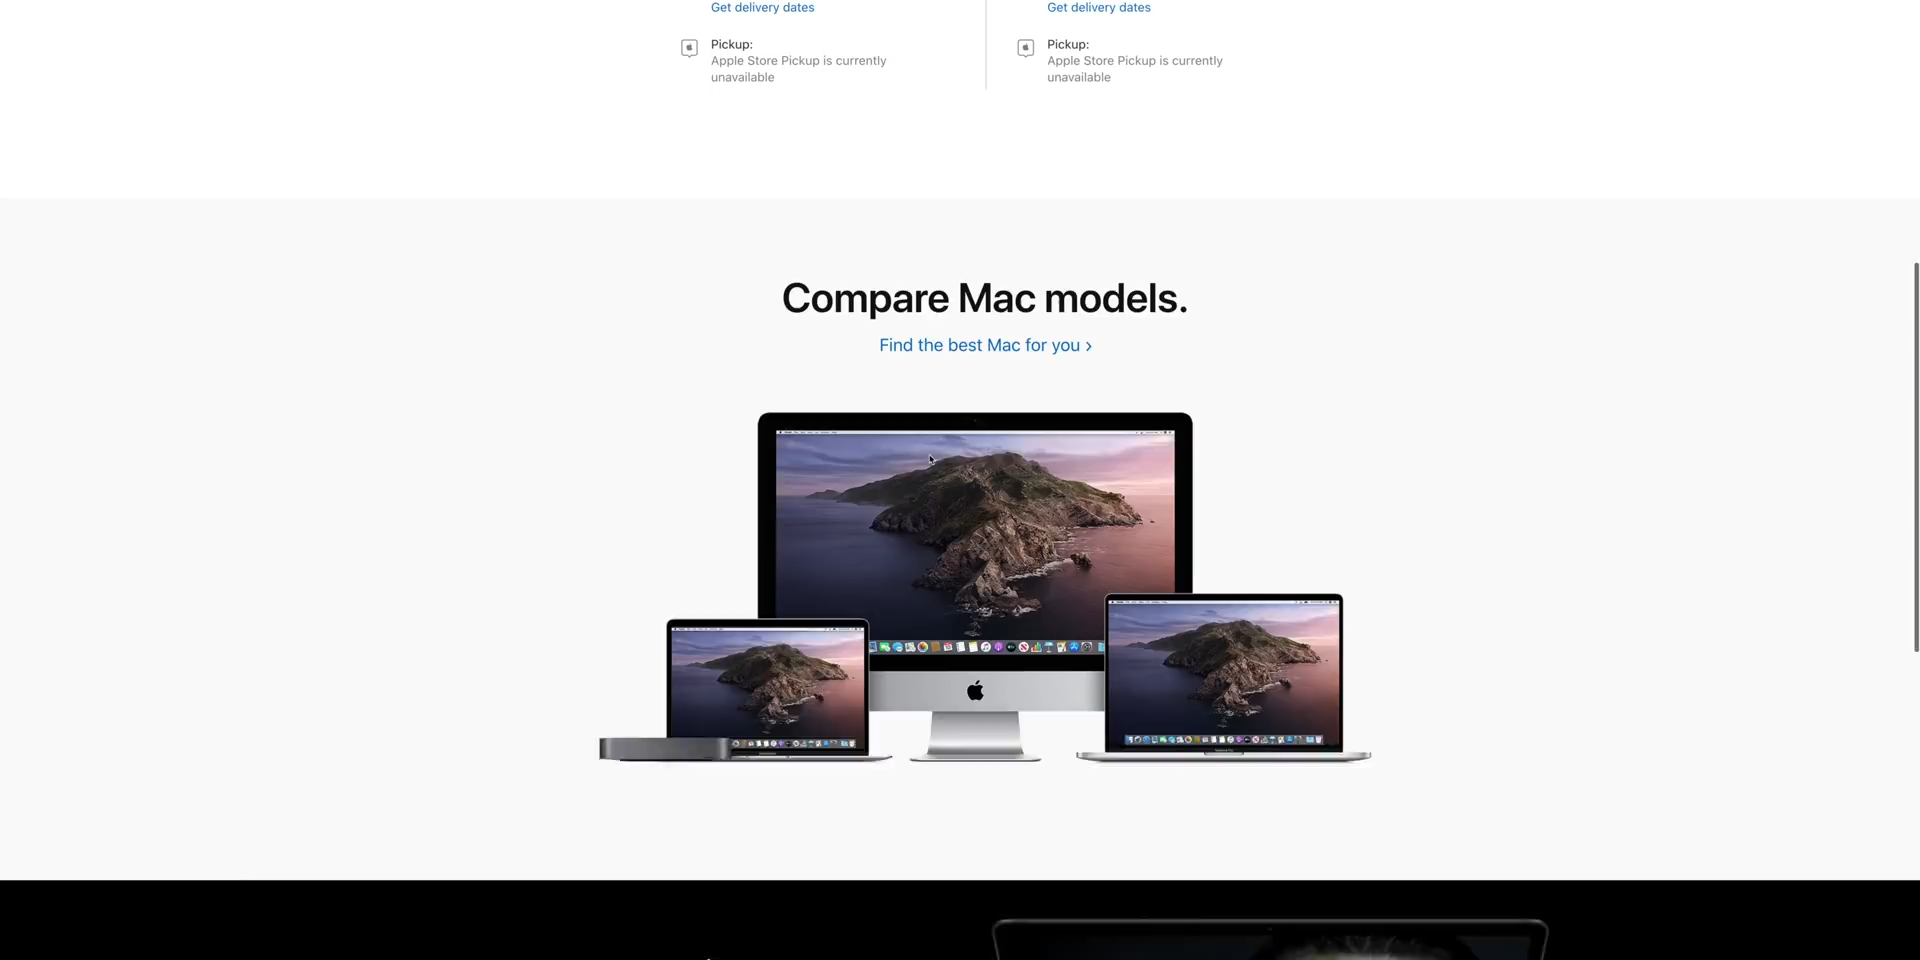 Get delivery dates
Get delivery dates
Pickup:
Apple Store Pickup is currently
unavailable
Pickup:
Apple Store Pickup is currently
unavailable
Compare Mac models.
Find the best Mac for you ›